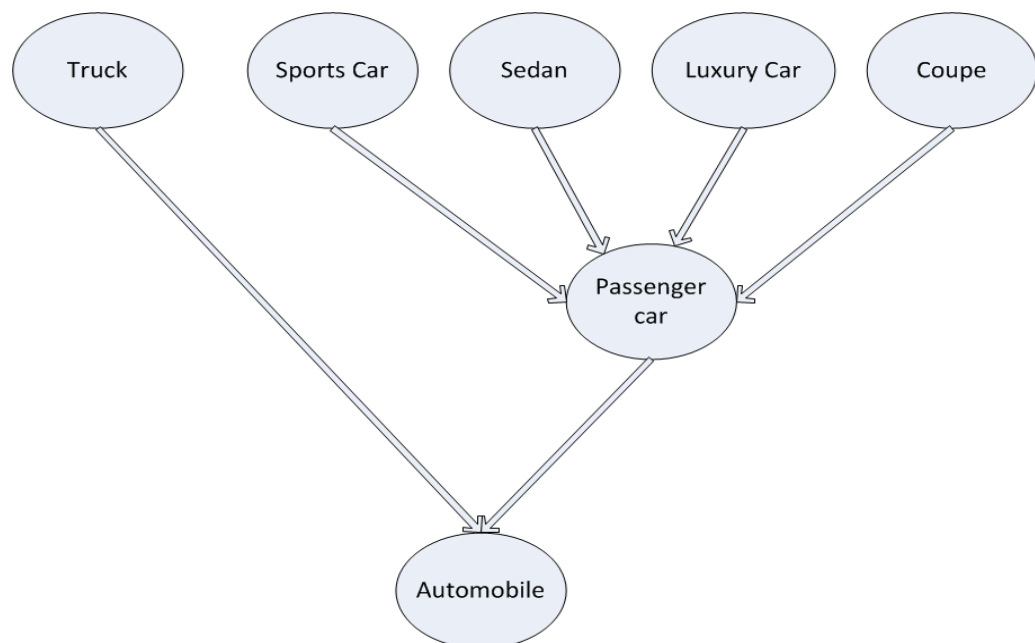 Truck
Sports Car
Sedan
Luxury Car
Coupe
Passenger
car
Automobile